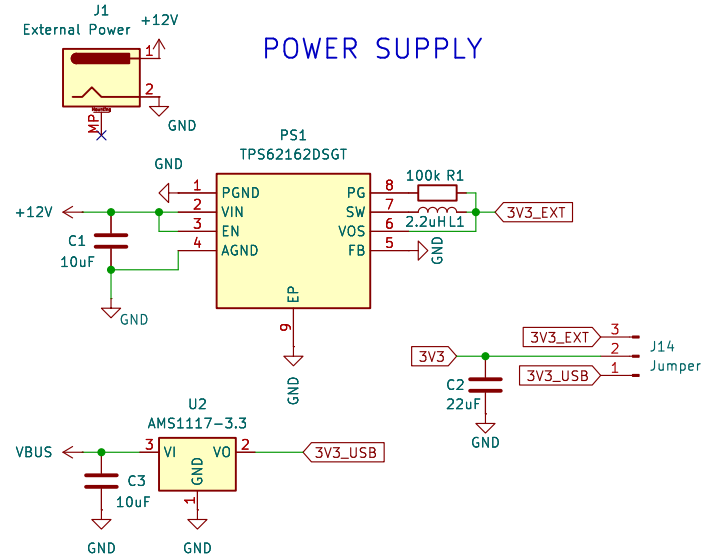 J1
External Power
+12V
POWER SUPPLY
1
2
Mounting
MP
GND
PS1
TPS62162DSGT
GND
+12V
C1
10uF
GND
1
2
3
4
PGND
VIN
EN
AGND
PG
SW
VOS
FB
EP
8
7
6
5
9
100k R1
2.2uHL1
3V3_EXT
GND
GND
3V3
C2
22uF
GND
3V3_EXT
3V3_USB
3
2
1
J14
Jumper
U2
AMS1117-3.3
VBUS
3
VI
VO
2
GND
1
3V3_USB
C3
10uF
GND
GND